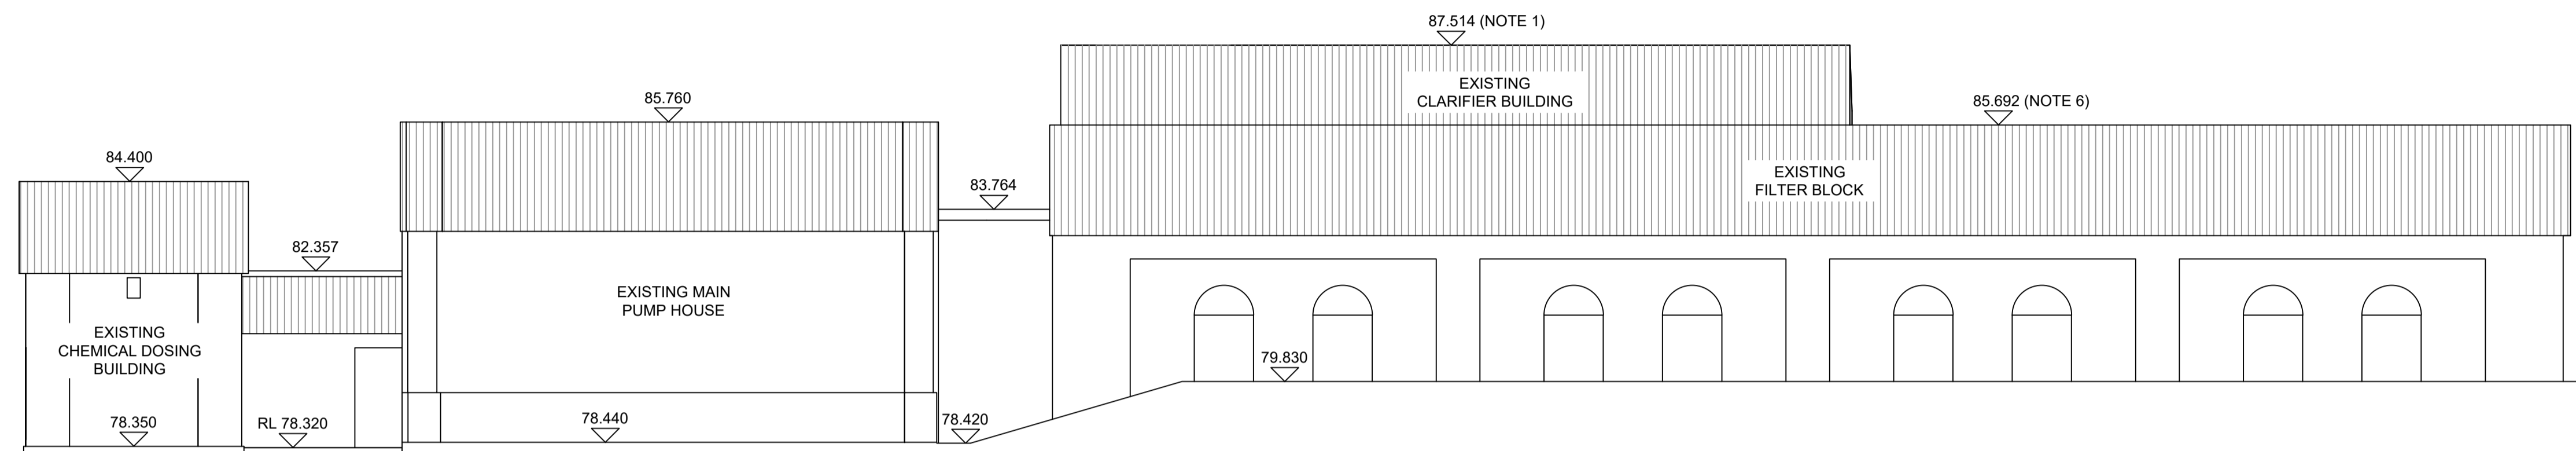 87.514 (NOTE 1)
EXISTING
CLARIFIER BUILDING
85.760
85.692 (NOTE 6)
84.400
83.764
EXISTING
FILTER BLOCK
82.357
EXISTING MAIN
PUMP HOUSE
EXISTING
CHEMICAL DOSING
BUILDING
79.830
78.350
RL 78.320
78.440
78.420